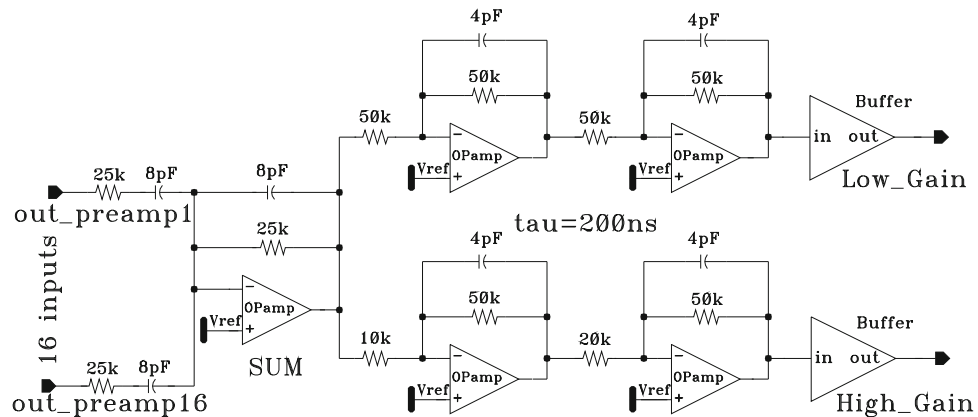 4pF
50k
50k
Vref
OPamp
4pF
50k
50k
Vref
OPamp
Buffer
in out
Low_Gain
25k
8pF
out_preamp1
8pF
25k
tau=200ns
16 inputs
Vref
OPamp
SUM
25k
8pF
out_preamp16
4pF
50k
10k
Vref
OPamp
4pF
50k
20k
Vref
OPamp
Buffer
in out
High_Gain